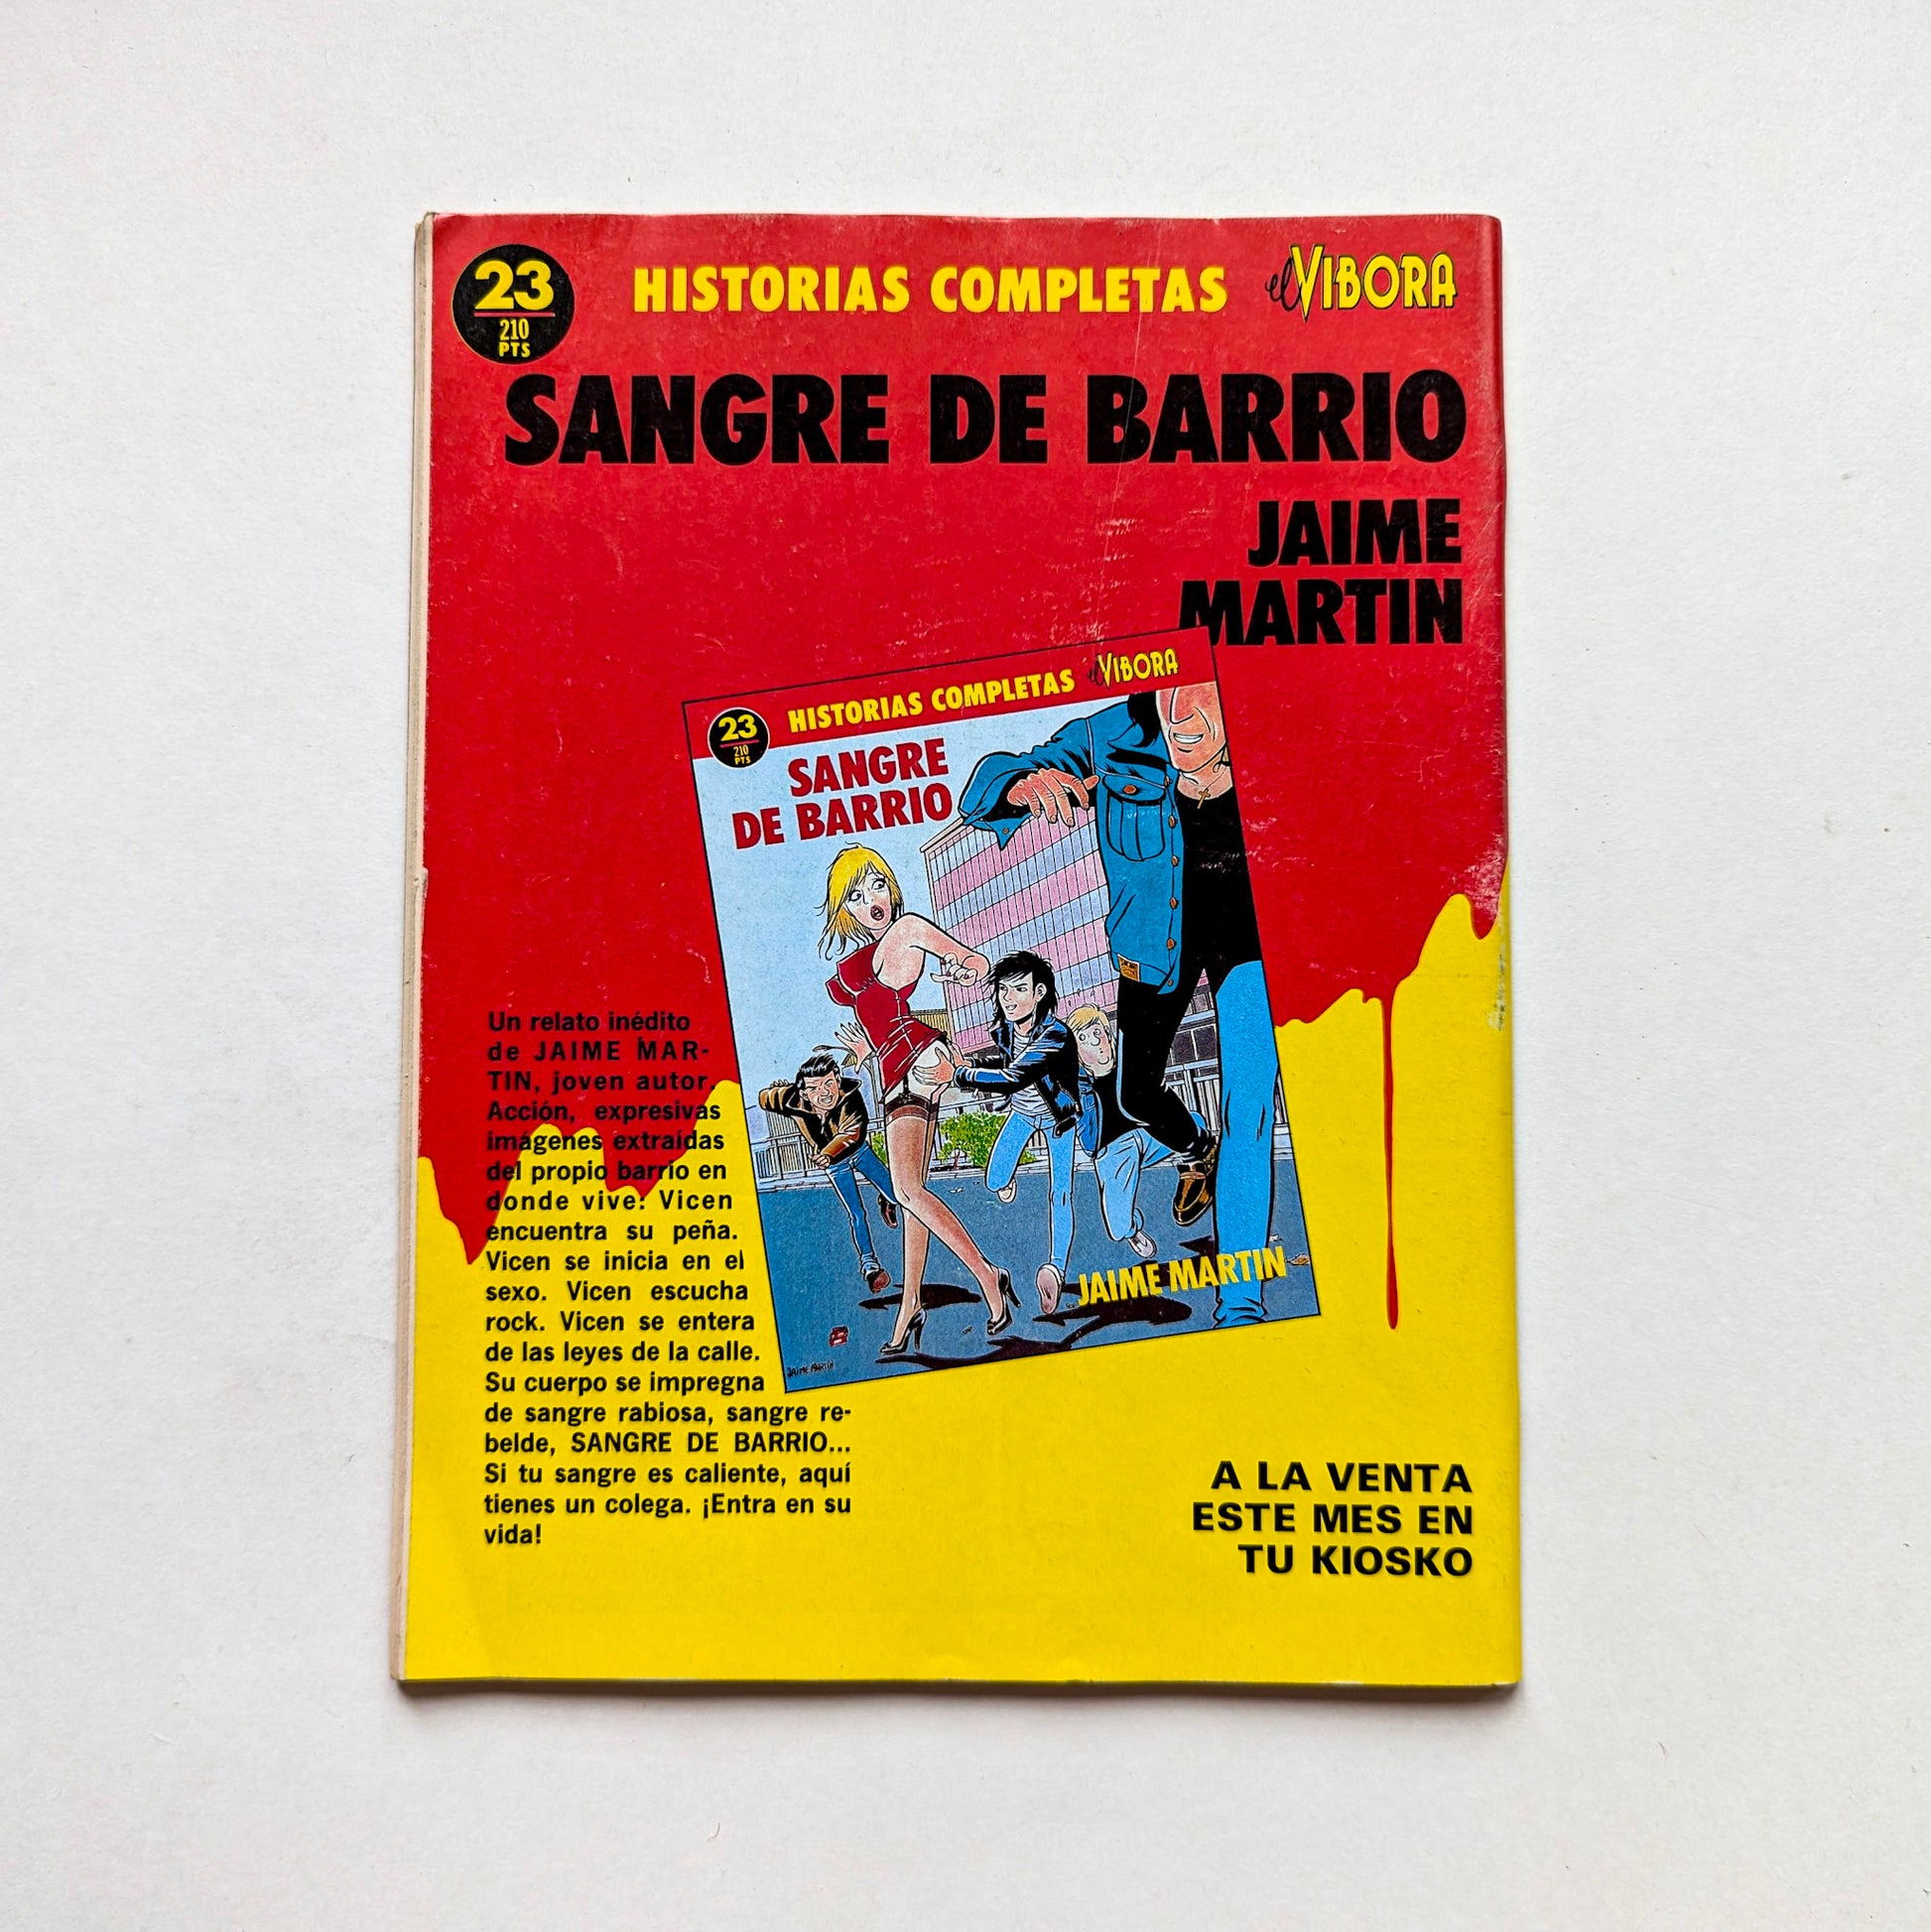 23
210
PTS
HISTORIAS COMPLETAS el VIBORA
SANGRE DE BARRIO
JAIME
MARTIN
HISTORIAS COMPLETAS el VIBORA
23
210
PTS
SANGRE
DE BARRIO
JAIME MARTIN
JAIME MARTIN
Un relato inédito
de JAIME MAR-
TIN, joven autor.
Acción, expresivas
imágenes extraídas
del propio barrio en
donde vive: Vicen
encuentra su peña.
Vicen se inicia en el
sexo. Vicen escucha
rock. Vicen se entera
de las leyes de la calle.
Su cuerpo se impregna
de sangre rabiosa, sangre re-
belde, SANGRE DE BARRIO...
Si tu sangre es caliente, aquí
tienes un colega. ¡Entra en su
vida!
A LA VENTA
ESTE MES EN
TU KIOSKO